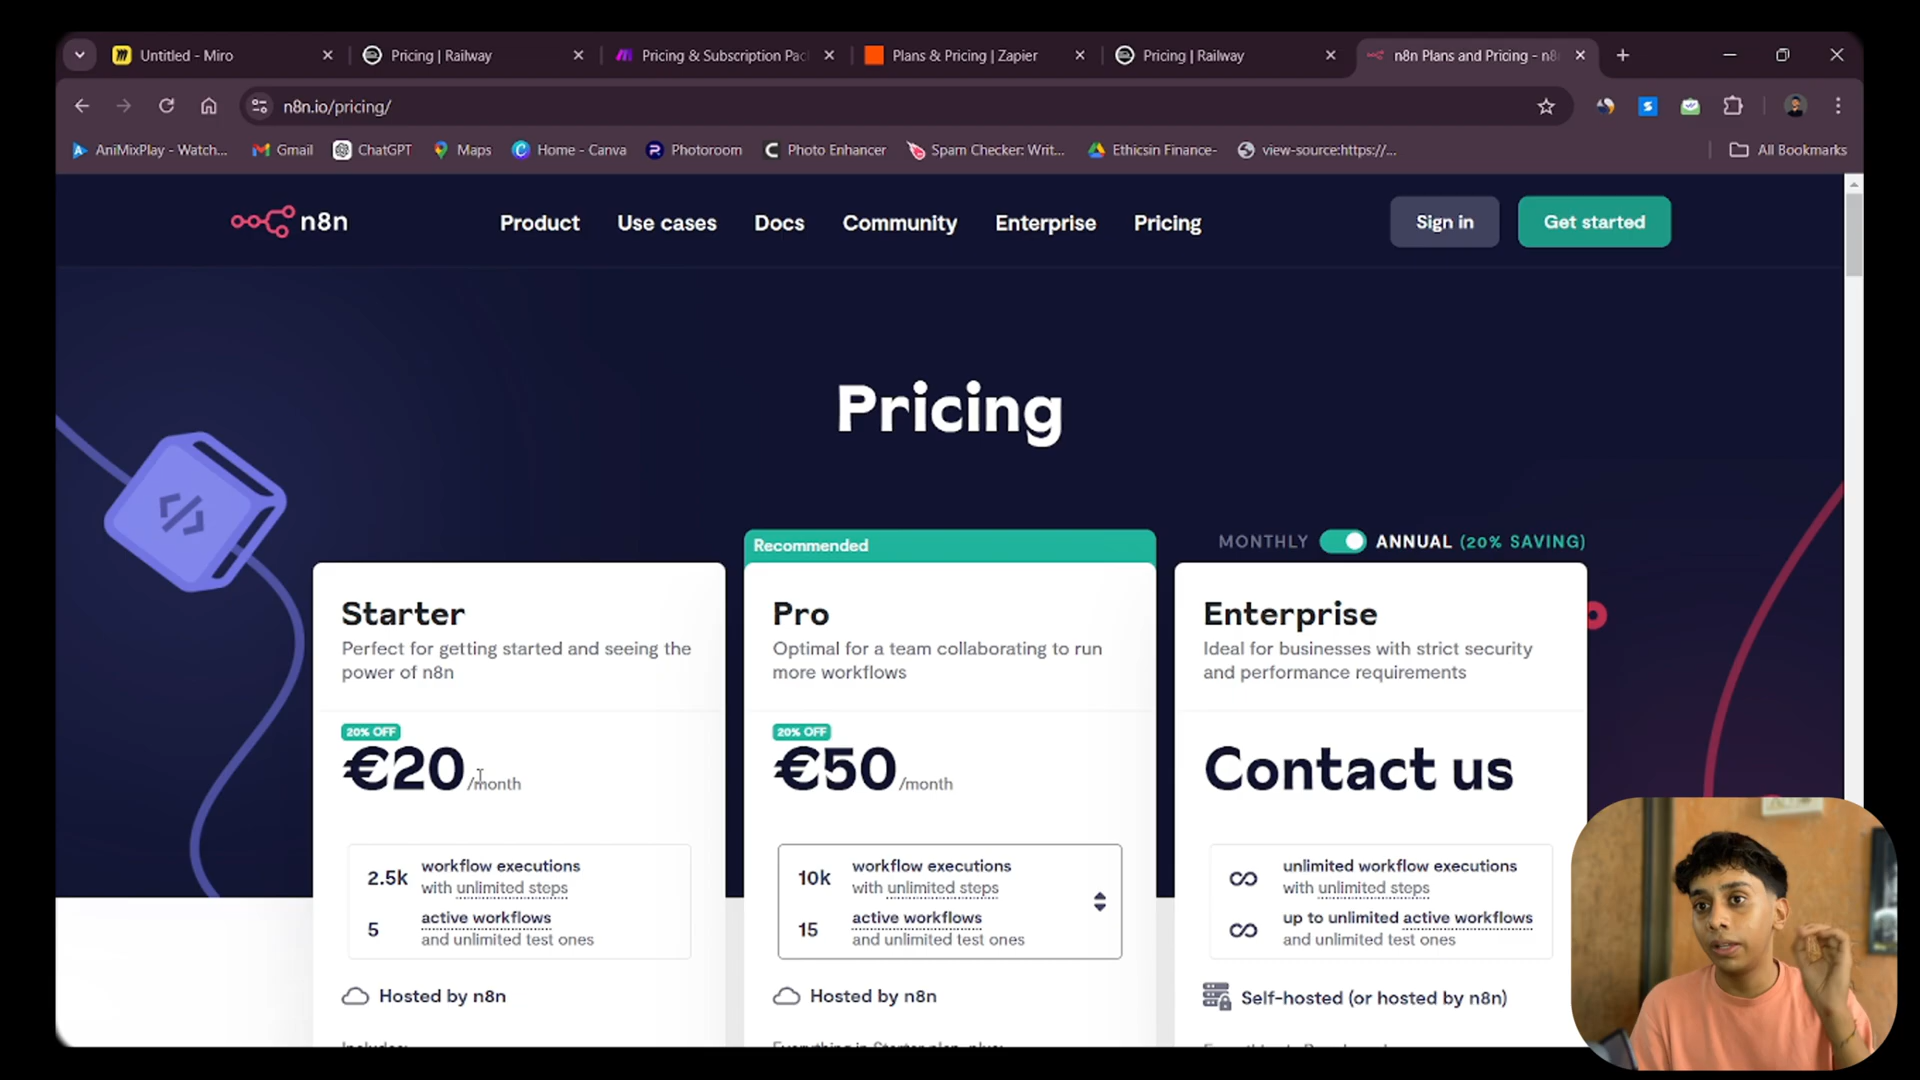 Untitled - Miro
Pricing | Railway
Pricing & Subscription Pac
Plans & Pricing | Zapier
Pricing | Railway
n8n Plans and Pricing - n8
n8n.io/pricing/
AniMixPlay - Watch...
Gmail
ChatGPT
Maps
Home - Canva
Photoroom
Photo Enhancer
Spam Checker: Writ...
Ethicsin Finance-
view-source:https://...
All Bookmarks
n8n
Product
Use cases
Docs
Community
Enterprise
Pricing
Sign in
Get started
Pricing
MONTHLY
ANNUAL (20% SAVING)
Starter
Perfect for getting started and seeing the
power of n8n
20% OFF
€20 /month
2.5k workflow executions
with unlimited steps
5 active workflows
and unlimited test ones
Hosted by n8n
Recommended
Pro
Optimal for a team collaborating to run
more workflows
20% OFF
€50 /month
10k workflow executions
with unlimited steps
15 active workflows
and unlimited test ones
Hosted by n8n
Enterprise
Ideal for businesses with strict security
and performance requirements
Contact us
∞ unlimited workflow executions
with unlimited steps
∞ up to unlimited active workflows
and unlimited test ones
Self-hosted (or hosted by n8n)